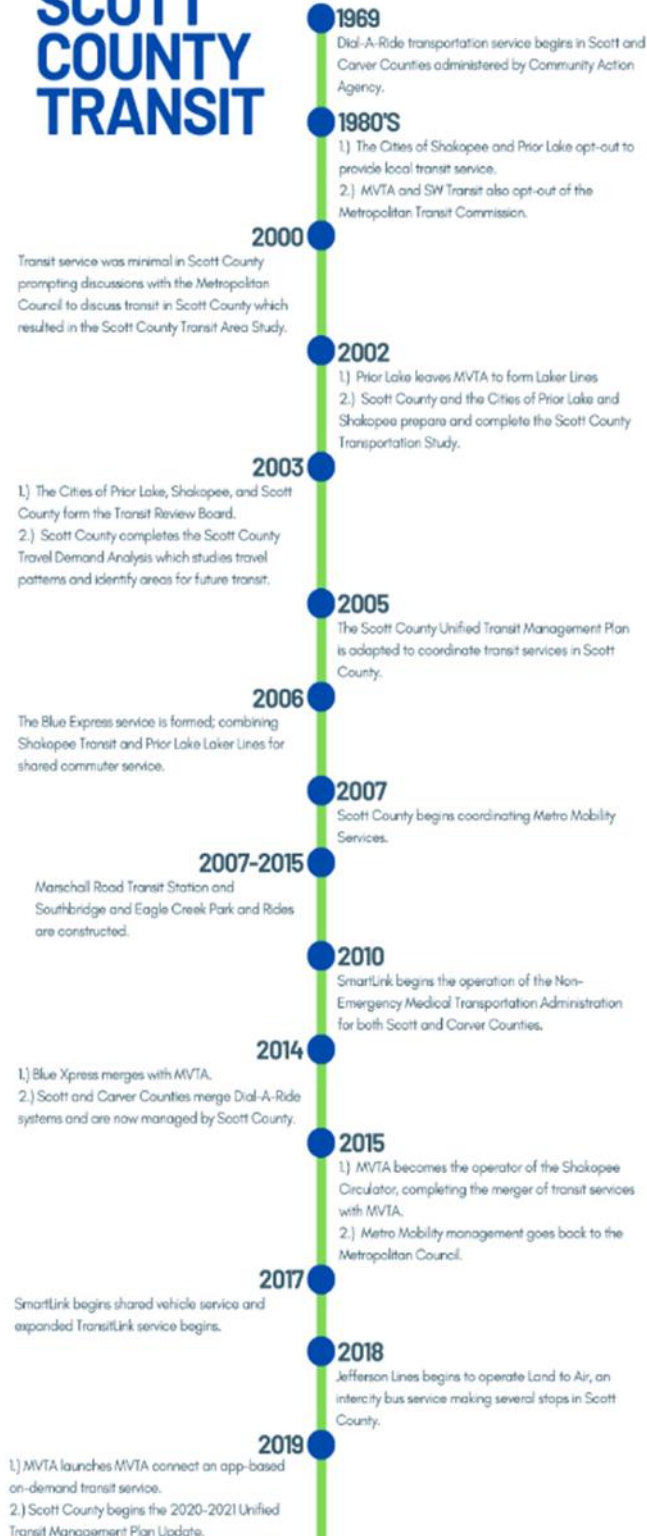 SCOTT
COUNTY
TRANSIT
1969
Dial-A-Ride transportation service begins in Scott and
Carver Counties administered by Community Action
Agency.
1980'S
1.) The Cities of Shakopee and Prior Lake opt-out to
provide local transit service.
2.) MVTA and SW Transit also opt-out of the
Metropolitan Transit Commission.
2000
Transit service was minimal in Scott County
prompting discussions with the Metropolitan
Council to discuss transit in Scott County which
resulted in the Scott County Transit Area Study.
2002
1.) Prior Lake leaves MVTA to form Laker Lines
2.) Scott County and the Cities of Prior Lake and
Shakopee prepare and complete the Scott County
Transportation Study.
2003
1.) The Cities of Prior Lake, Shakopee, and Scott
County form the Transit Review Board.
2.) Scott County completes the Scott County
Travel Demand Analysis which studies travel
patterns and identify areas for future transit.
2005
The Scott County Unified Transit Management Plan
is adapted to coordinate transit services in Scott
County.
2006
The Blue Express service is formed; combining
Shakopee Transit and Prior Lake Laker Lines for
shared commuter service.
2007
Scott County begins coordinating Metro Mobility
Services.
2007-2015
Marschall Road Transit Station and
Southbridge and Eagle Creek Park and Rides
are constructed.
2010
SmartLink begins the operation of the Non-
Emergency Medical Transportation Administration
for both Scott and Carver Counties.
2014
1.) Blue Xpress merges with MVTA.
2.) Scott and Carver Counties merge Dial-A-Ride
systems and are now managed by Scott County.
2015
1.) MVTA becomes the operator of the Shakopee
Circulator, completing the merger of transit services
with MVTA.
2.) Metro Mobility management goes back to the
Metropolitan Council.
2017
SmartLink begins shared vehicle service and
expanded TransitLink service begins.
2018
Jefferson Lines begins to operate Land to Air, an
intercity bus service making several stops in Scott
County.
2019
1.) MVTA launches MVTA connect an app-based
on-demand transit service.
2.) Scott County begins the 2020-2021 Unified
Transit Management Plan Update.